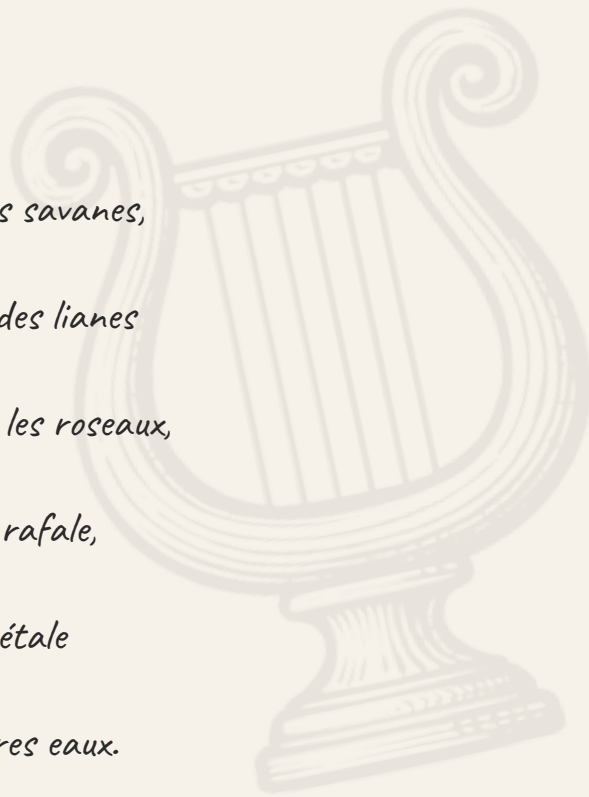 s savanes,
des lianes
les roseaux,
rafale,
étale
res eaux.